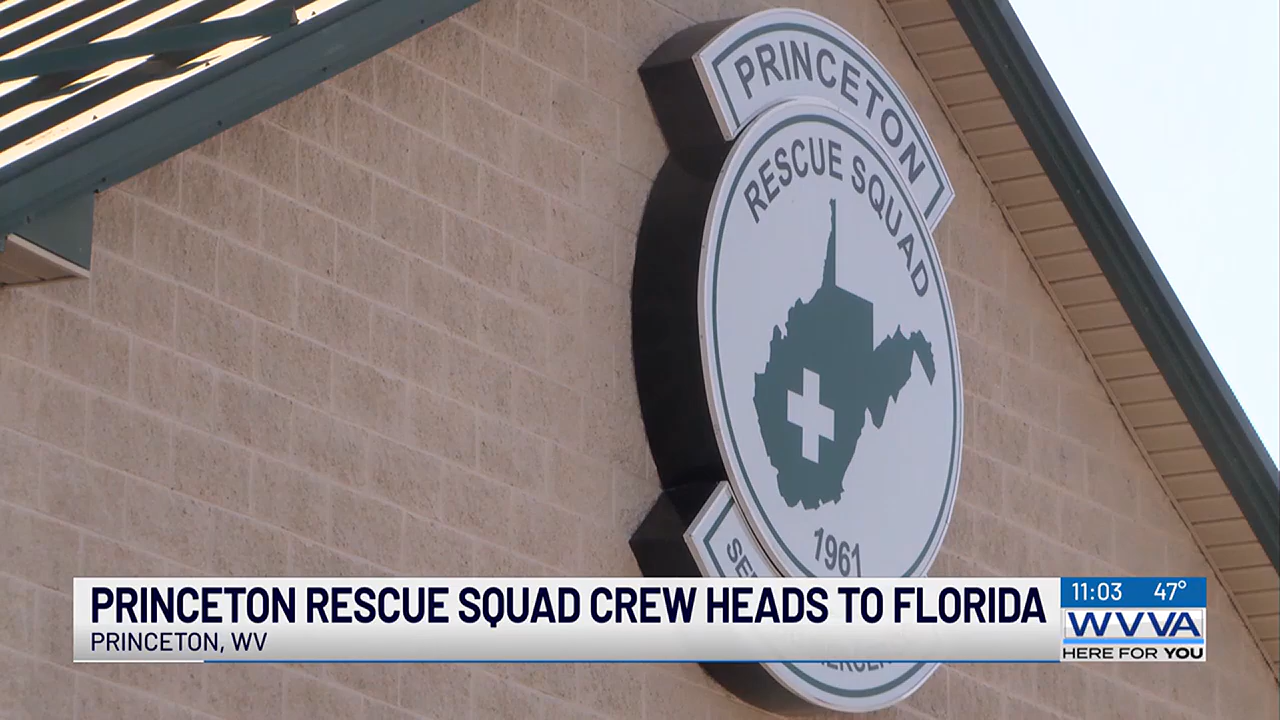 PRINCETON
RESCUE SQUAD
1961
PRINCETON RESCUE SQUAD CREW HEADS TO FLORIDA
PRINCETON, WV
11:03 47°
WVVA
HERE FOR YOU